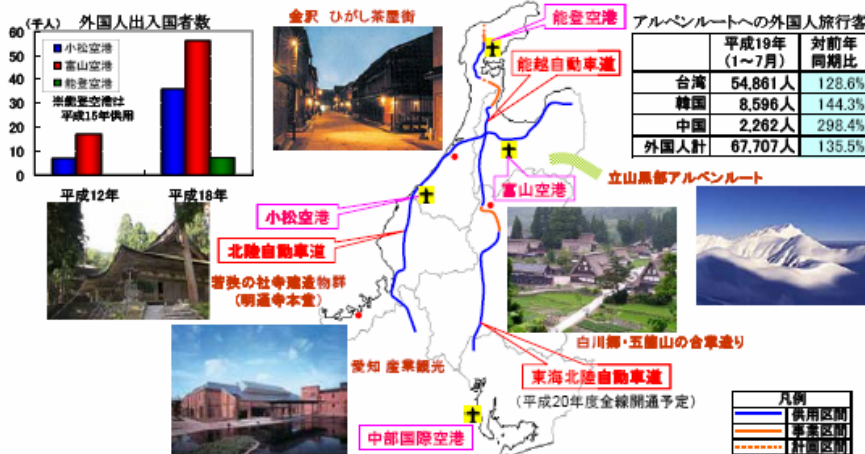 (千人) 外国人出入国者数
60
50
40
30
20
10
0
小松空港
富山空港
能登空港
※能登空港は
平成15年供用
平成12年 平成18年
金沢 ひがし茶屋街
能登空港
能越自動車道
富山空港
小松空港
北陸自動車道
若狭の社寺建造物群
(明通寺本堂)
愛知 産業観光
中部国際空港
立山黒部アルペンルート
白川郷・五箇山の合掌造り
東海北陸自動車道
(平成20年度全線開通予定)
アルペンルートへの外国人旅行客
平成19年 対前年
(1~7月) 同期比
台湾 54,861人 128.6%
韓国 8,596人 144.3%
中国 2,262人 298.4%
外国人計 67,707人 135.5%
凡例
供用区間
事業区間
計画区間